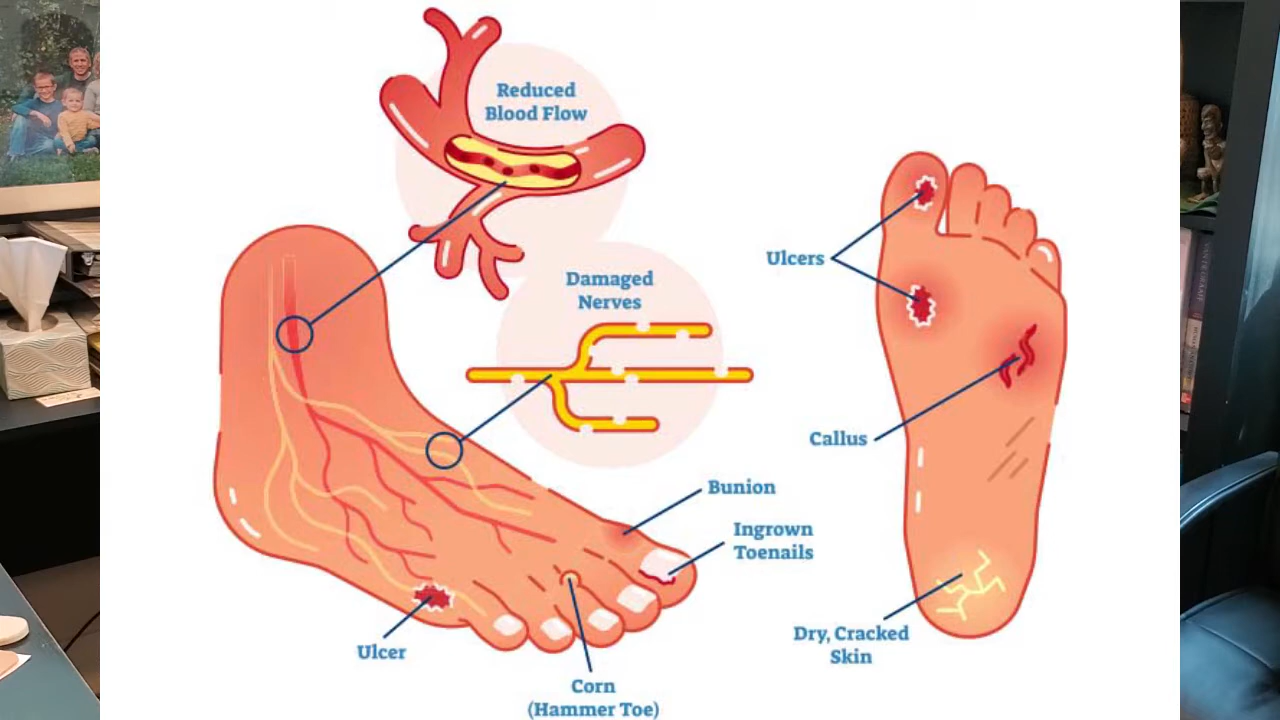 Reduced
Blood Flow
Damaged
Nerves
Ulcers
Callus
Bunion
Ingrown
Toenails
Ulcer
Corn
(Hammer Toe)
Dry, Cracked
Skin